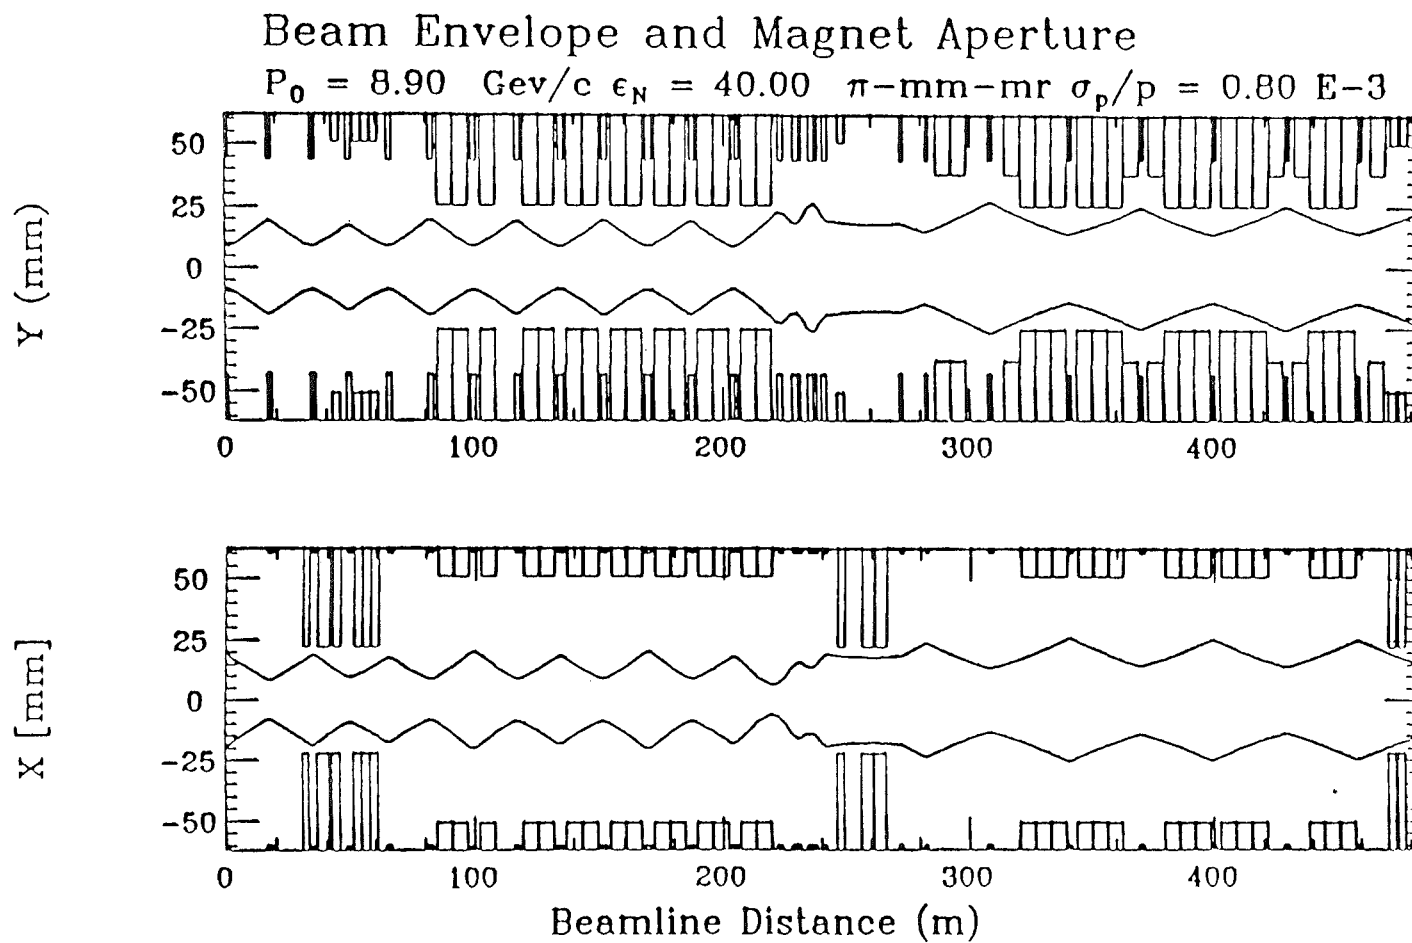 Beam Envelope and Magnet Aperture
P₀ = 8.90 Gev/c ϵ_N = 40.00 π-mm-mr σ_p/p = 0.80 E-3
Y (mm)
50
25
0
-25
-50
0 100 200 300 400
X [mm]
50
25
0
-25
-50
0 100 200 300 400
Beamline Distance (m)